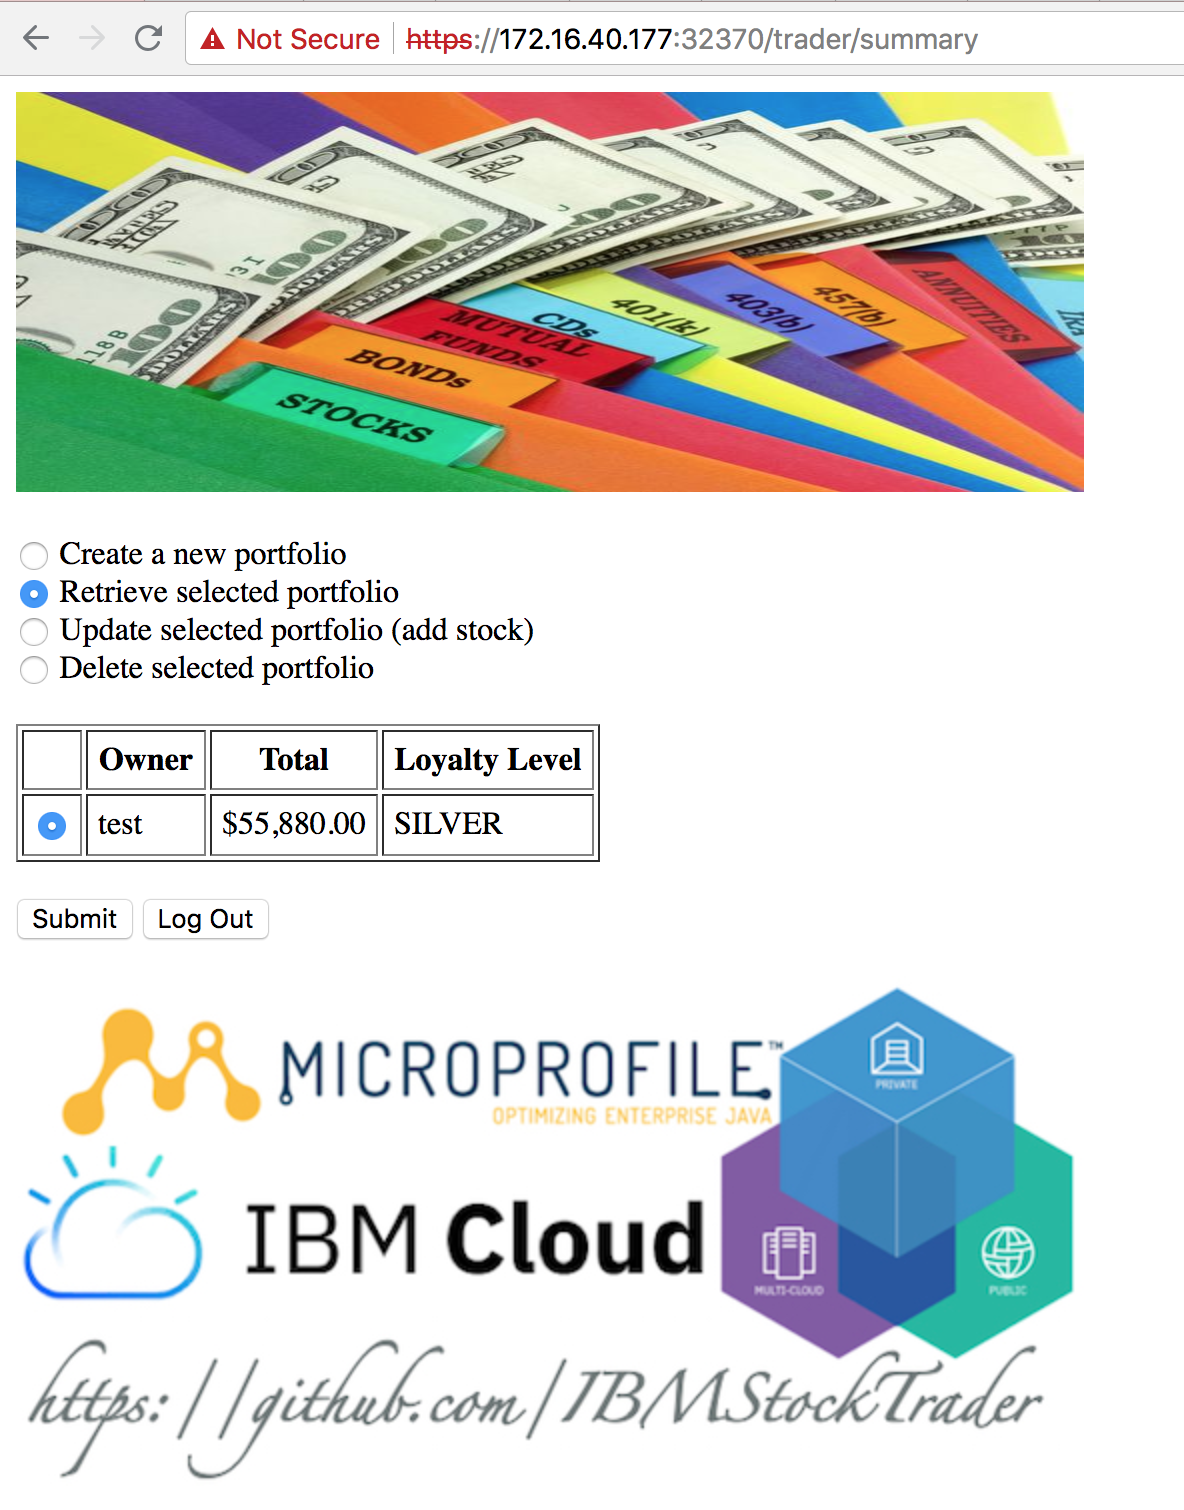 Not Secure https://172.16.40.177:32370/trader/summary
MUTUAL
FUNDS
CDs
401(k)
403(b)
457(b)
ANNUITIES
BONDs
STOCKS
100
118 B
Create a new portfolio
Retrieve selected portfolio
Update selected portfolio (add stock)
Delete selected portfolio
Owner Total Loyalty Level
test $55,880.00 SILVER
Submit Log Out
MICROPROFILE™
OPTIMIZING ENTERPRISE JAVA
PRIVATE
IBM Cloud
MULTI-CLOUD
PUBLIC
https://github.com/IBMStockTrader